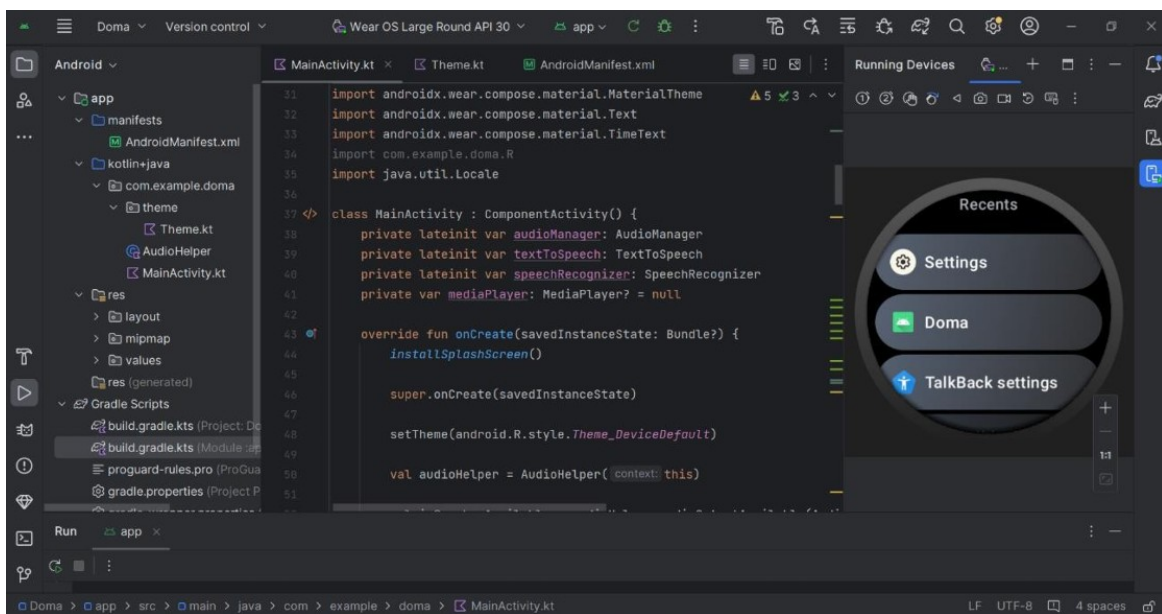 Doma Version control Wear OS Large Round API 30 app
Android
app
manifests
AndroidManifest.xml
kotlin+java
com.example.doma
theme
Theme.kt
AudioHelper
MainActivity.kt
res
layout
mipmap
values
res (generated)
Gradle Scripts
build.gradle.kts (Project: Do
build.gradle.kts (Module :ap
proguard-rules.pro (ProGua
gradle.properties (Project P
MainActivity.kt Theme.kt AndroidManifest.xml
5 3
31 import androidx.wear.compose.material.MaterialTheme
32 import androidx.wear.compose.material.Text
33 import androidx.wear.compose.material.TimeText
34 import com.example.doma.R
35 import java.util.Locale
36
37 class MainActivity : ComponentActivity() {
38 private lateinit var audioManager: AudioManager
39 private lateinit var textToSpeech: TextToSpeech
40 private lateinit var speechRecognizer: SpeechRecognizer
41 private var mediaPlayer: MediaPlayer? = null
42
43 override fun onCreate(savedInstanceState: Bundle?) {
44 installSplashScreen()
45
46 super.onCreate(savedInstanceState)
47
48 setTheme(android.R.style.Theme_DeviceDefault)
49
50 val audioHelper = AudioHelper( context: this)
51
Running Devices
Recents
Settings
Doma
TalkBack settings
1:1
Run app
Doma > app > src > main > java > com > example > doma > MainActivity.kt
LF UTF-8 4 spaces